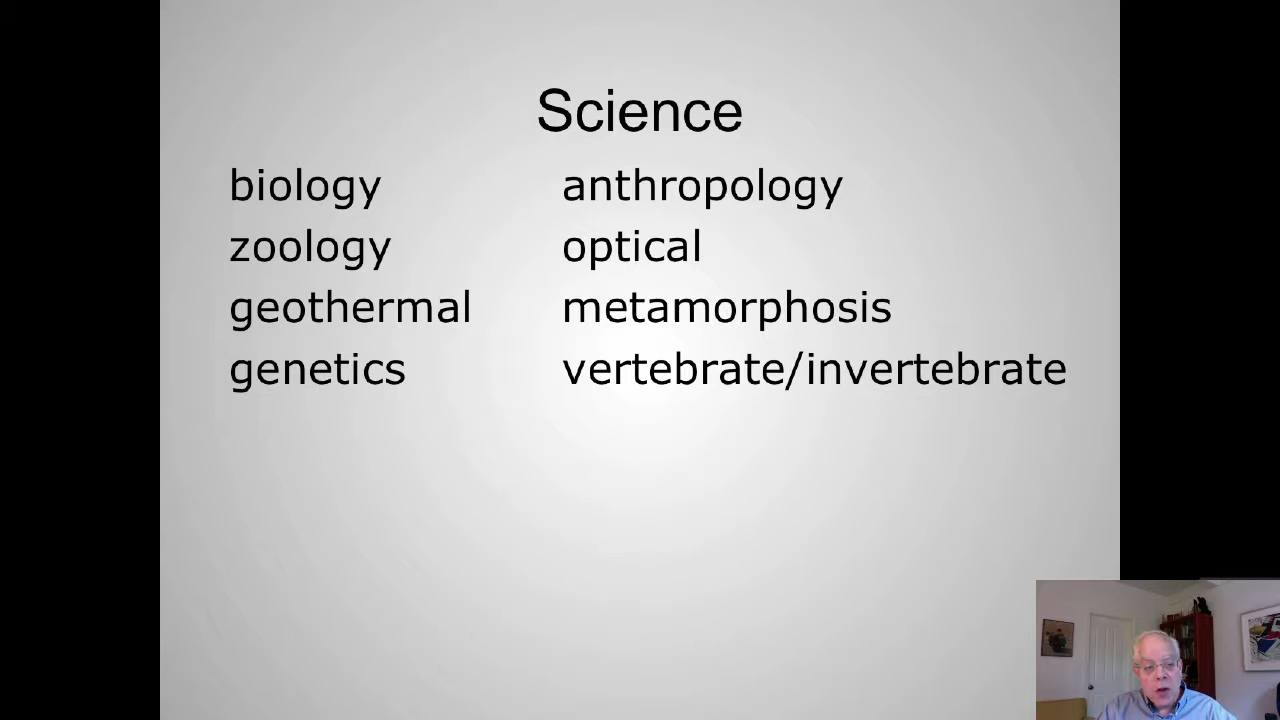 Science
biology
zoology
geothermal
genetics
anthropology
optical
metamorphosis
vertebrate/invertebrate